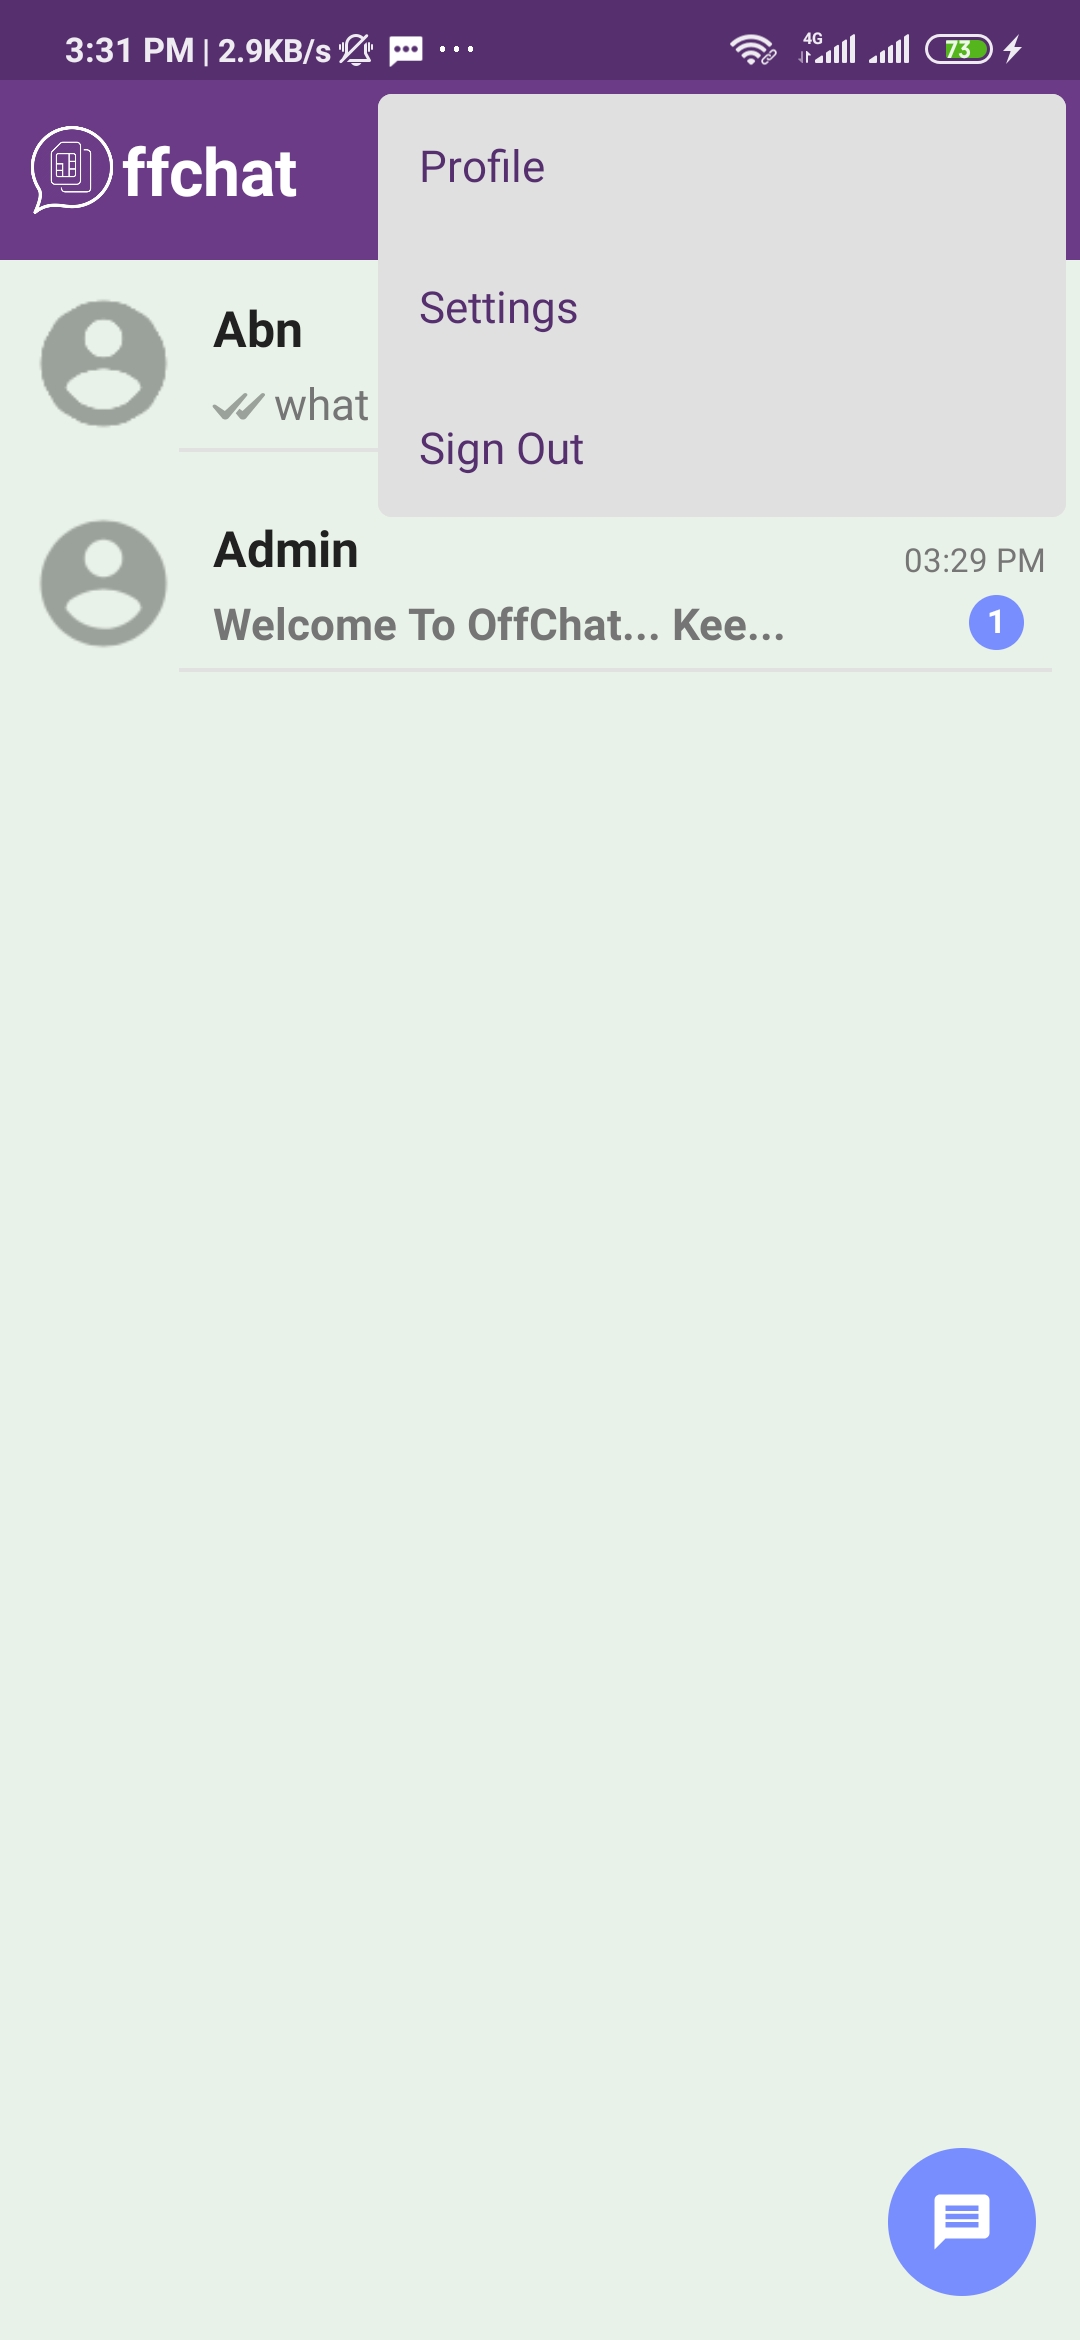 3:31 PM | 2.9KB/s ... 4G 73
ffchat
Profile
Settings
Sign Out
Abn
what
Admin
03:29 PM
Welcome To OffChat... Kee...
1